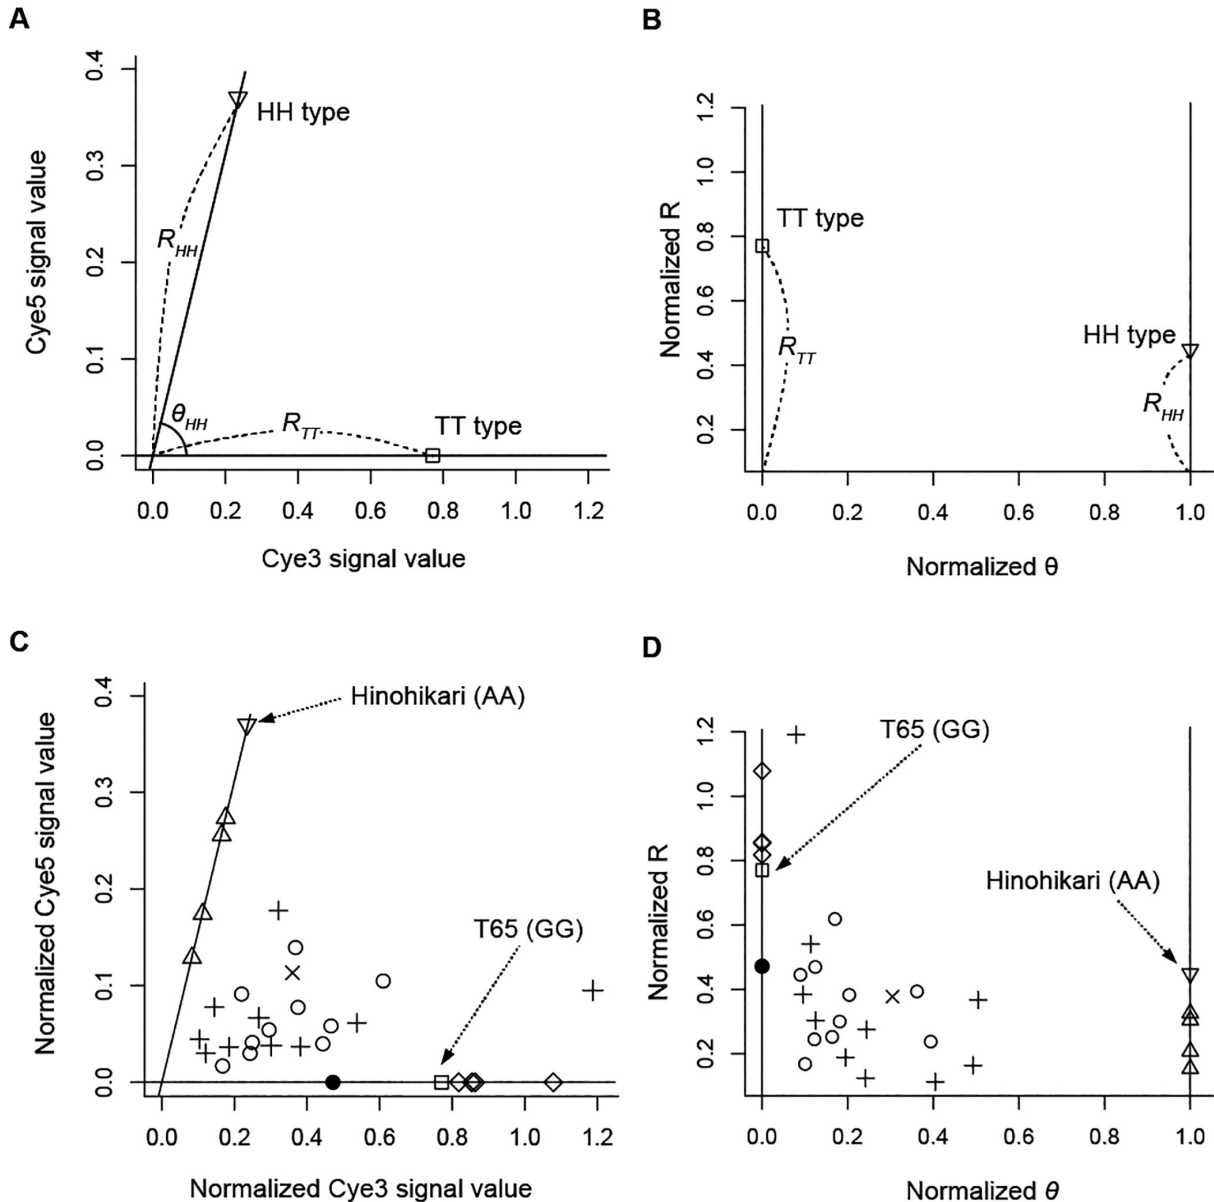 A
0.4
0.3
0.2
0.1
0.0
Cye5 signal value
HH type
R_HH
θ_HH
R_TT
TT type
0.0 0.2 0.4 0.6 0.8 1.0 1.2
Cye3 signal value
B
1.2
1.0
0.8
0.6
0.4
0.2
Normalized R
TT type
R_TT
HH type
R_HH
0.0 0.2 0.4 0.6 0.8 1.0
Normalized θ
C
0.4
0.3
0.2
0.1
0.0
Normalized Cye5 signal value
Hinohikari (AA)
T65 (GG)
0.0 0.2 0.4 0.6 0.8 1.0 1.2
Normalized Cye3 signal value
D
1.2
1.0
0.8
0.6
0.4
0.2
Normalized R
T65 (GG)
Hinohikari (AA)
0.0 0.2 0.4 0.6 0.8 1.0
Normalized θ